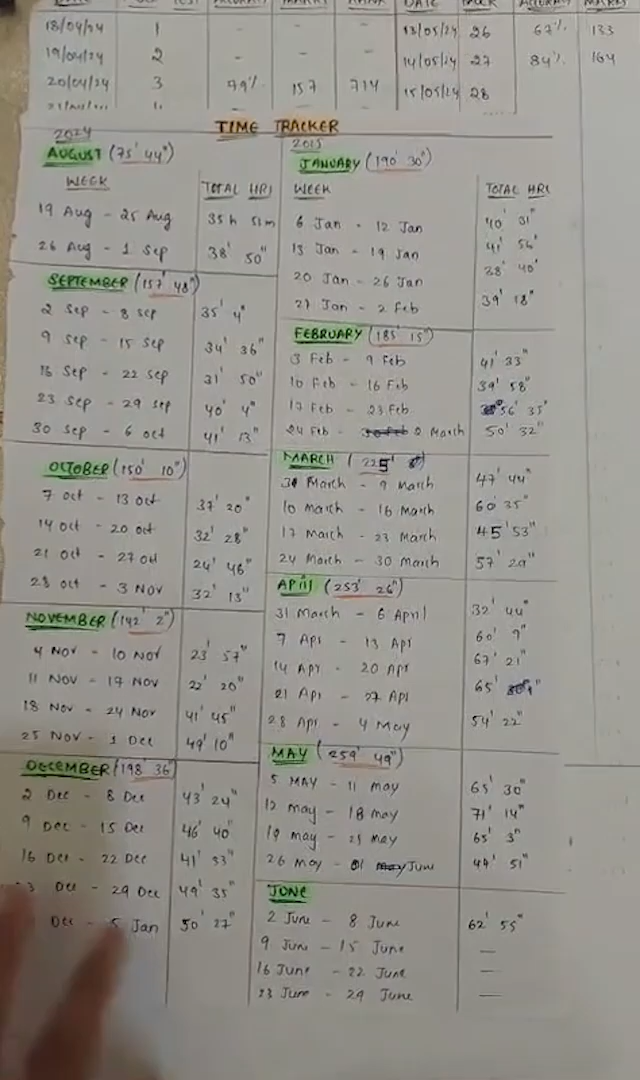 DATE ACCURACY MARKS RANK DATE ACCURACY MARKS
18/04/24 1 - - 13/05/24 26 67% 133
19/04/24 2 - - - 14/05/24 27 84% 164
20/04/24 3 79% 157 714 15/05/24 28
TIME TRACKER
2024
AUGUST (75' 44")
WEEK TOTAL HRS
19 Aug - 25 Aug 35h 51m
26 Aug - 1 Sep 38' 50"
SEPTEMBER (157' 48")
2 Sep - 8 Sep 35' 4"
9 Sep - 15 Sep 34' 36"
16 Sep - 22 Sep 31' 50"
23 Sep - 29 Sep 40' 4"
30 Sep - 6 Oct 41' 13"
OCTOBER (150' 10")
7 Oct - 13 Oct 37' 20"
14 Oct - 20 Oct 32' 28"
21 Oct - 27 Oct 24' 46"
28 Oct - 3 Nov 32' 13"
NOVEMBER (142' 2")
4 Nov - 10 Nov 23' 57"
11 Nov - 17 Nov 22' 20"
18 Nov - 24 Nov 41' 45"
25 Nov - 1 Dec 49' 10"
DECEMBER (198' 36")
2 Dec - 8 Dec 43' 24"
9 Dec - 15 Dec 46' 40"
16 Dec - 22 Dec 41' 53"
Dec - 29 Dec 49' 35"
Dec - 5 Jan 50' 27"
2015
JANUARY (190' 30")
WEEK TOTAL HRS
6 Jan - 12 Jan 40' 31"
13 Jan - 19 Jan 41' 56'
20 Jan - 26 Jan 38' 40'
27 Jan - 2 Feb 39' 18"
FEBRUARY (185' 15")
3 Feb - 9 Feb 41' 33"
10 Feb - 16 Feb 39' 58"
17 Feb - 23 Feb 56' 35'
24 Feb - 2 March 50' 32"
MARCH (225'
March - 9 March 47' 44"
10 March - 16 March 60' 35"
17 March - 23 March 45' 53"
24 March - 30 March 57' 29"
APRIL (253' 26")
31 March - 6 April 32' 44"
7 Apr - 13 Apr 60' 9"
14 Apr - 20 Apr 67' 21"
21 Apr - 27 Apr 65'
28 Apr - 4 May 54' 22"
MAY (259' 49")
5 MAY - 11 may 65' 30"
12 may - 18 may 71' 14"
19 may - 25 may 65' 3"
26 May - 01 June 44' 51"
JUNE
2 June - 8 June 62' 55"
9 June - 15 June —
16 June - 22 June —
23 June - 29 June —